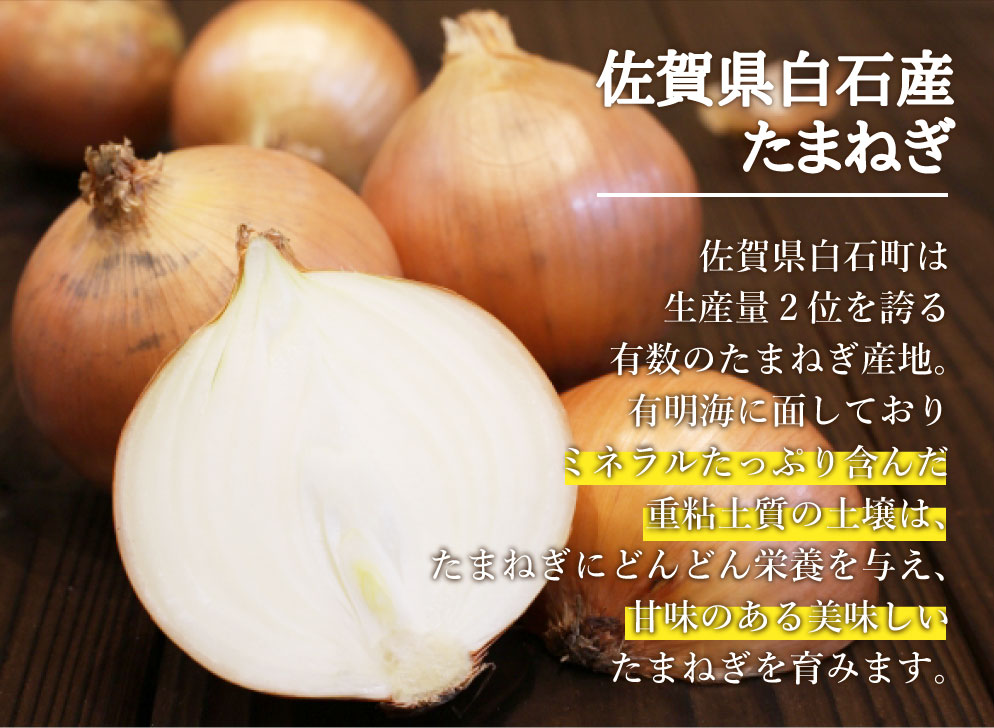 佐賀県白石産
たまねぎ
佐賀県白石町は
生産量2位を誇る
有数のたまねぎ産地。
有明海に面しており
ミネラルたっぷり含んだ
重粘土質の土壌は、
たまねぎにどんどん栄養を与え、
甘味のある美味しい
たまねぎを育みます。